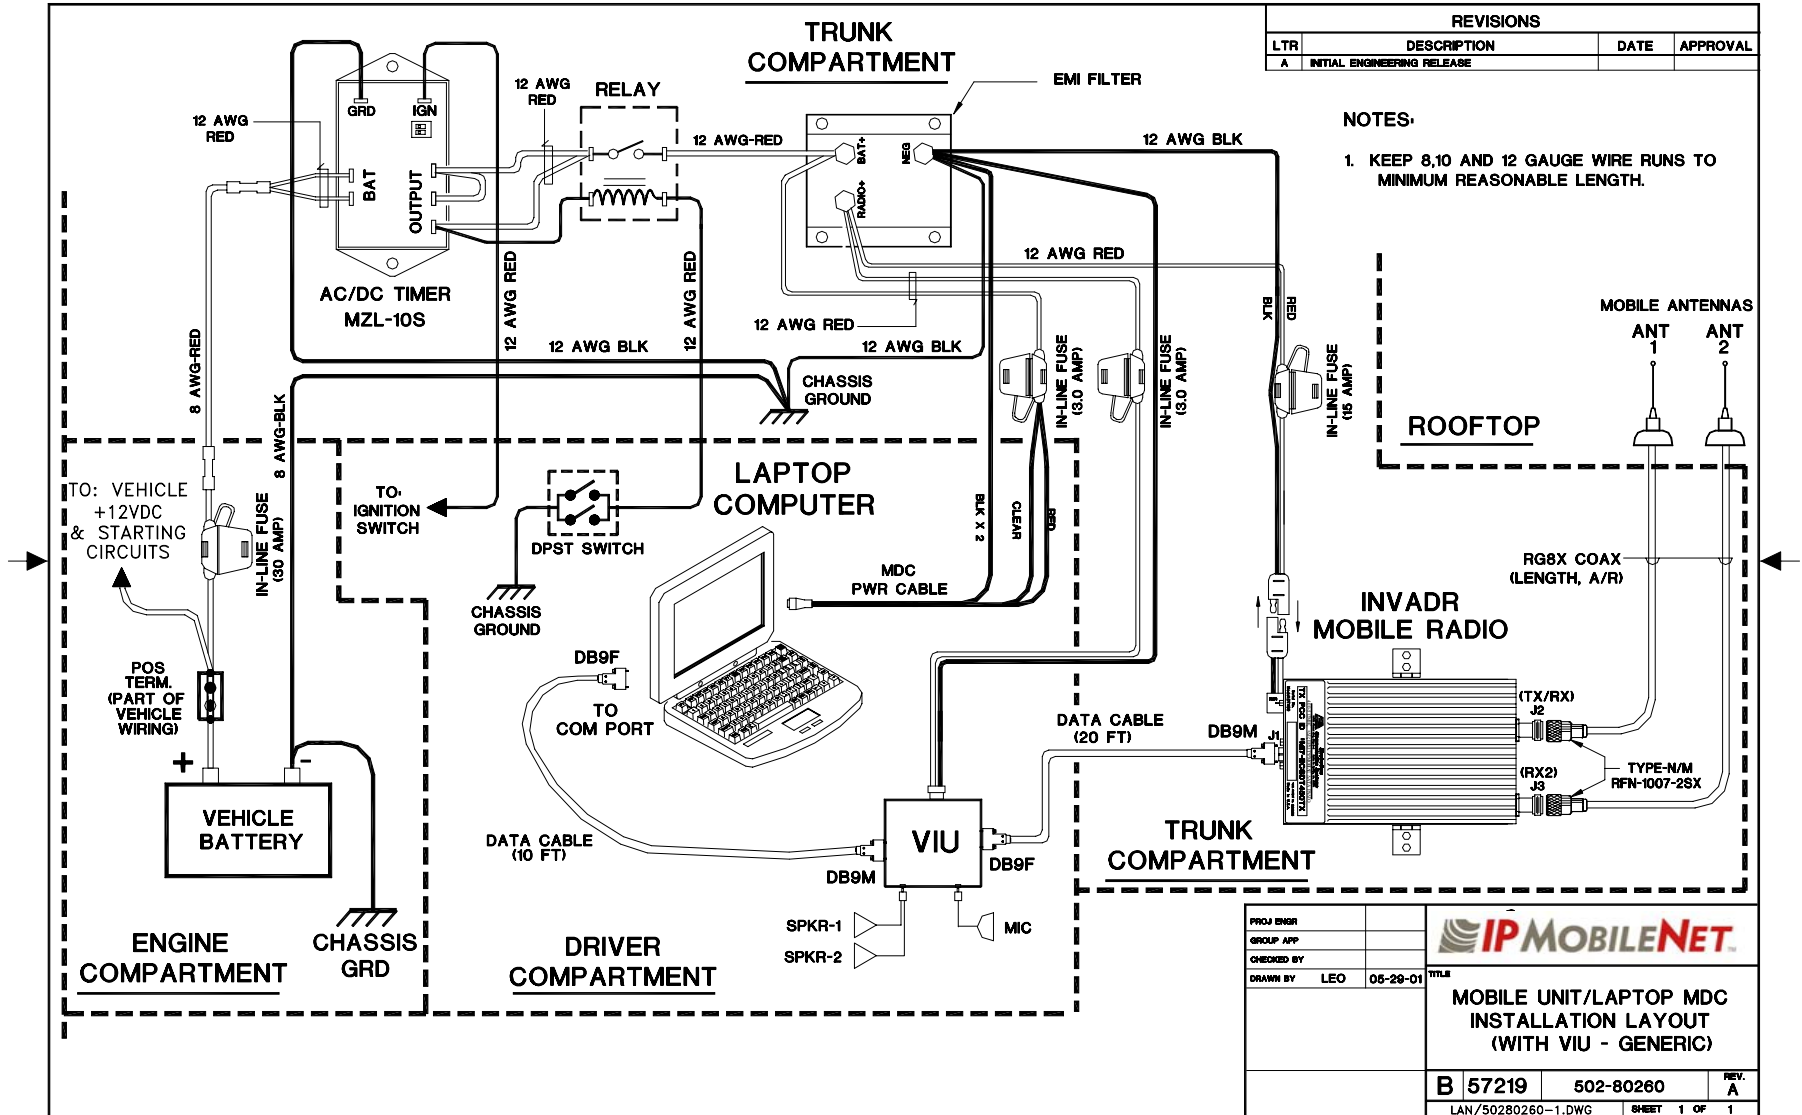 TRUNK
COMPARTMENT
REVISIONS
LTR DESCRIPTION DATE APPROVAL
A INITIAL ENGINEERING RELEASE
NOTES:
1. KEEP 8,10 AND 12 GAUGE WIRE RUNS TO
MINIMUM REASONABLE LENGTH.
EMI FILTER
12 AWG
RED
RELAY
12 AWG
RED
GRD
IGN
BAT
OUTPUT
12 AWG-RED
BAT+
NEG
RADIO+
12 AWG BLK
AC/DC TIMER
MZL-10S
12 AWG RED
12 AWG RED
12 AWG RED
12 AWG RED
8 AWG-RED
12 AWG BLK
12 AWG BLK
CHASSIS
GROUND
8 AWG-BLK
IN-LINE FUSE
(3.0 AMP)
IN-LINE FUSE
(3.0 AMP)
BLK
RED
IN-LINE FUSE
(15 AMP)
MOBILE ANTENNAS
ANT
1
ANT
2
ROOFTOP
RG8X COAX
(LENGTH, A/R)
TO: VEHICLE
+12VDC
& STARTING
CIRCUITS
IN-LINE FUSE
(30 AMP)
TO:
IGNITION
SWITCH
DPST SWITCH
CHASSIS
GROUND
LAPTOP
COMPUTER
BLK X 2
CLEAR
RED
MDC
PWR CABLE
INVADR
MOBILE RADIO
POS
TERM.
(PART OF
VEHICLE
WIRING)
+
-
VEHICLE
BATTERY
CHASSIS
GRD
ENGINE
COMPARTMENT
DB9F
TO
COM PORT
DATA CABLE
(10 FT)
DB9M
VIU
DB9F
DATA CABLE
(20 FT)
DB9M
J1
(TX/RX)
J2
(RX2)
J3
TYPE-N/M
RFN-1007-2SX
TRUNK
COMPARTMENT
SPKR-1
SPKR-2
MIC
DRIVER
COMPARTMENT
PROJ ENGR
GROUP APP
CHECKED BY
DRAWN BY LEO 05-29-01
IPMOBILENET
TITLE
MOBILE UNIT/LAPTOP MDC
INSTALLATION LAYOUT
(WITH VIU - GENERIC)
B 57219 502-80260 REV. A
LAN/50280260-1.DWG SHEET 1 OF 1